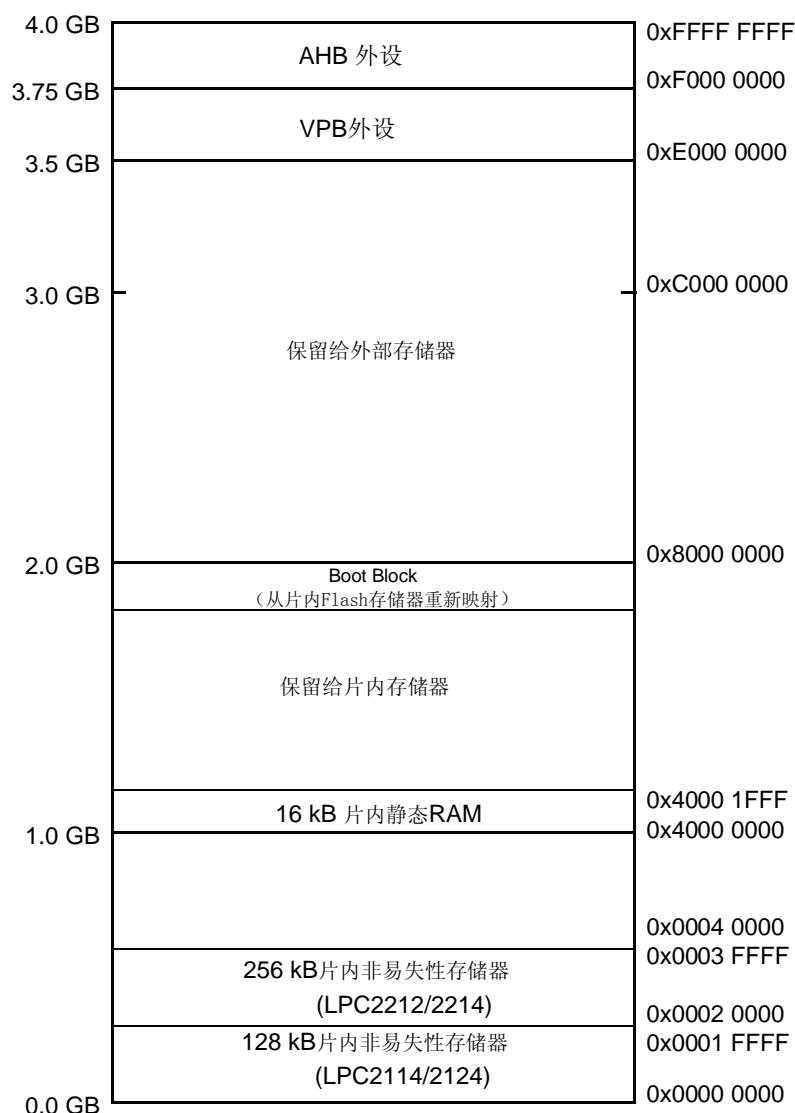 4.0 GB
0xFFFF FFFF
AHB 外设
3.75 GB
0xF000 0000
VPB外设
3.5 GB
0xE000 0000
3.0 GB
0xC000 0000
保留给外部存储器
2.0 GB
0x8000 0000
Boot Block
（从片内Flash存储器重新映射）
保留给片内存储器
0x4000 1FFF
16 kB 片内静态RAM
1.0 GB
0x4000 0000
0x0004 0000
0x0003 FFFF
256 kB片内非易失性存储器
(LPC2212/2214)
0x0002 0000
128 kB片内非易失性存储器
0x0001 FFFF
(LPC2114/2124)
0x0000 0000
0.0 GB